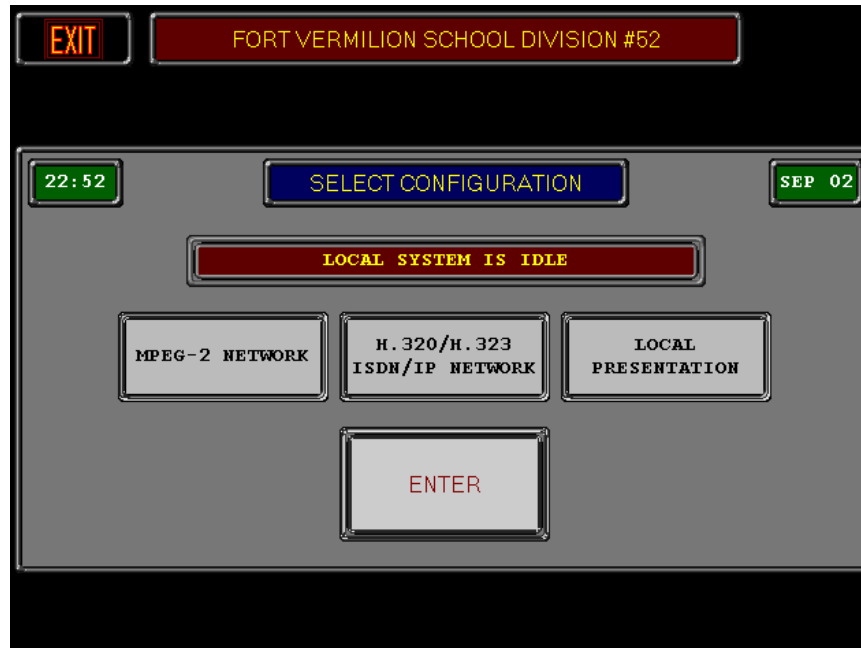 EXIT
FORT VERMILION SCHOOL DIVISION #52
22:52
SELECT CONFIGURATION
SEP 02
LOCAL SYSTEM IS IDLE
MPEG-2 NETWORK
H.320/H.323
ISDN/IP NETWORK
LOCAL
PRESENTATION
ENTER